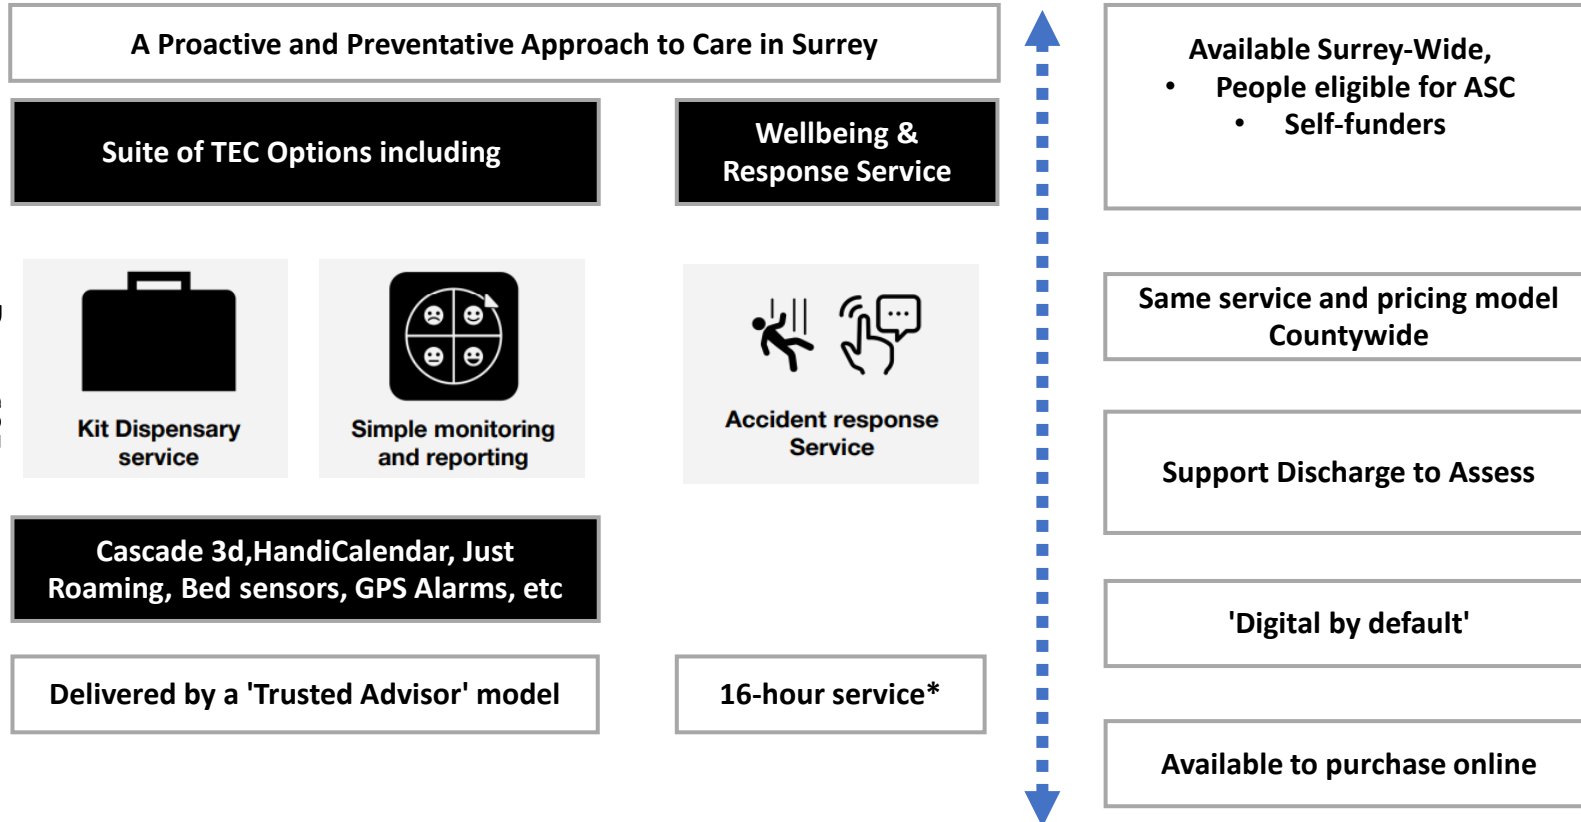 A Proactive and Preventative Approach to Care in Surrey
Suite of TEC Options including
Wellbeing &
Response Service
Kit Dispensary
service
Simple monitoring
and reporting
Accident response
Service
Cascade 3d,HandiCalendar, Just
Roaming, Bed sensors, GPS Alarms, etc
Delivered by a 'Trusted Advisor' model
16-hour service*
Available Surrey-Wide,
• People eligible for ASC
• Self-funders
Same service and pricing model
Countywide
Support Discharge to Assess
'Digital by default'
Available to purchase online